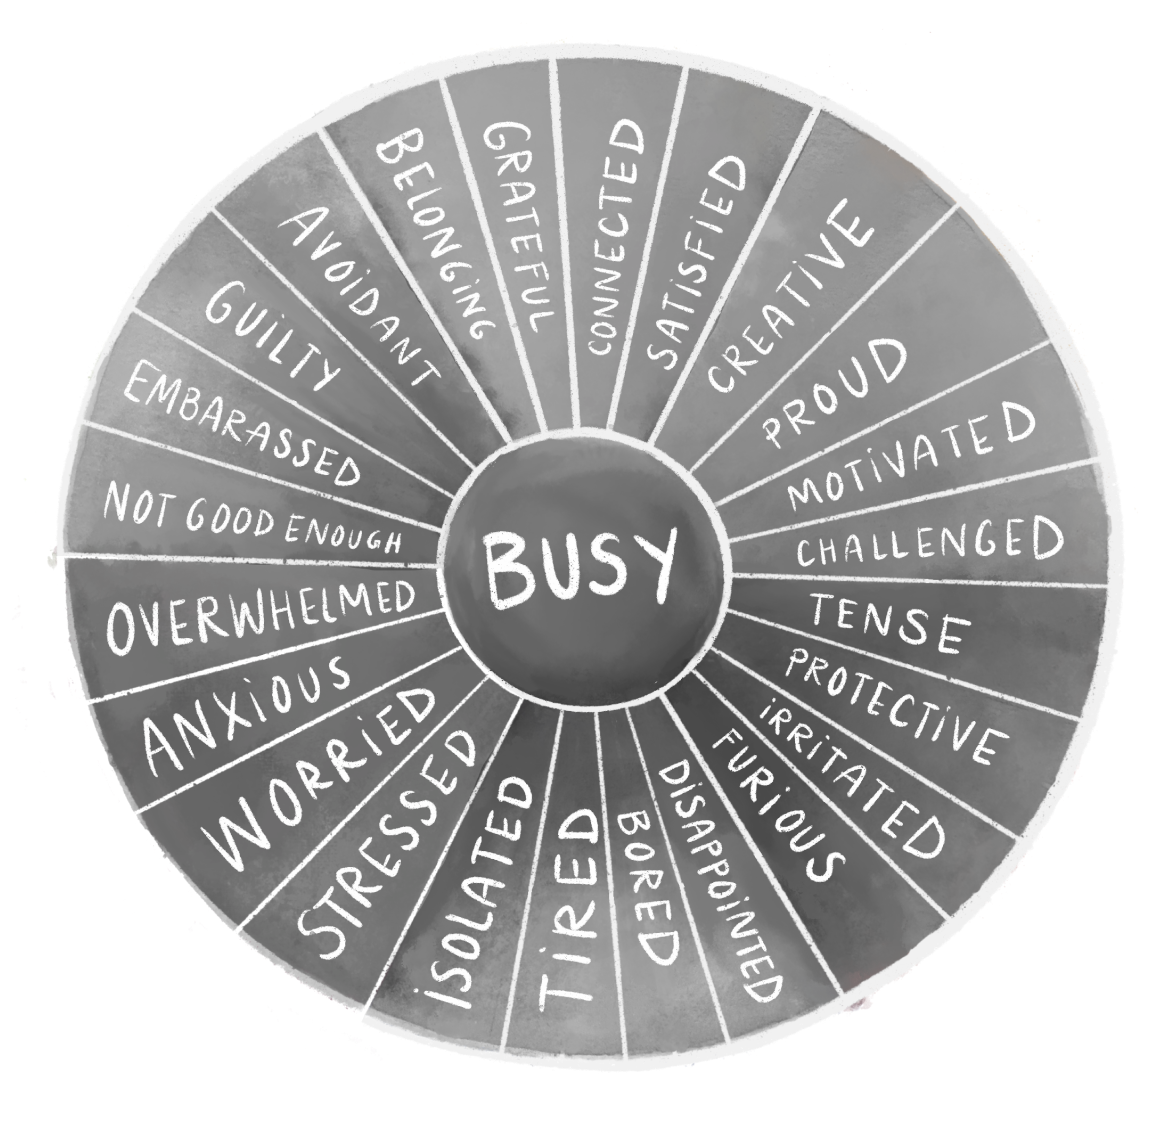 BUSY
BELONGING
GRATEFUL
CONNECTED
SATISFIED
CREATIVE
PROUD
MOTIVATED
CHALLENGED
TENSE
PROTECTIVE
IRRITATED
FURIOUS
DISAPPOINTED
BORED
TIRED
ISOLATED
STRESSED
WORRIED
ANXIOUS
OVERWHELMED
NOT GOOD ENOUGH
EMBARASSED
GUILTY
AVOIDANT